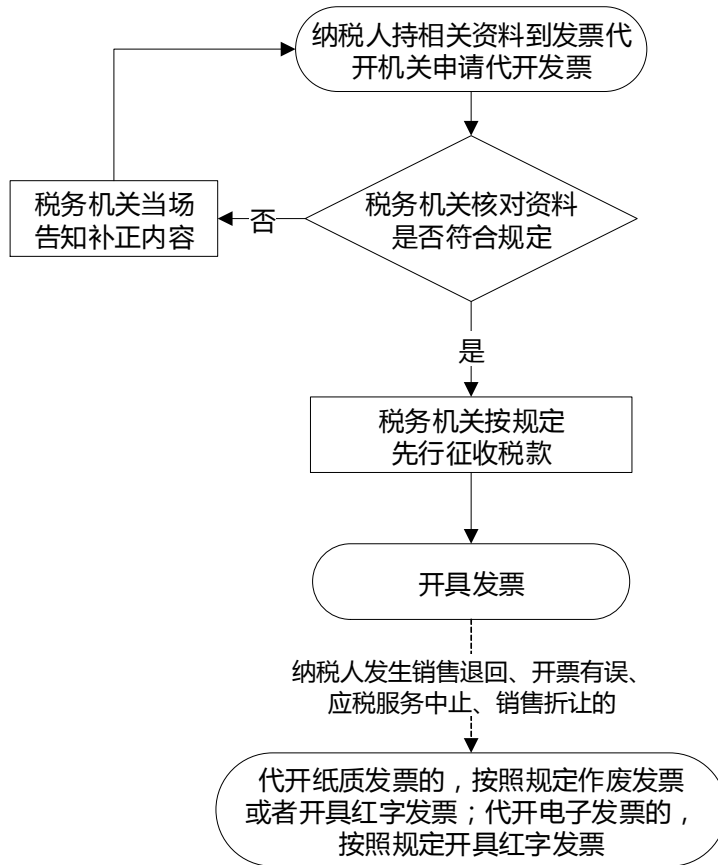 纳税人持相关资料到发票代
开机关申请代开发票
税务机关当场
告知补正内容
否
税务机关核对资料
是否符合规定
是
税务机关按规定
先行征收税款
开具发票
纳税人发生销售退回、开票有误、
应税服务中止、销售折让的
代开纸质发票的，按照规定作废发票
或者开具红字发票；代开电子发票的，
按照规定开具红字发票